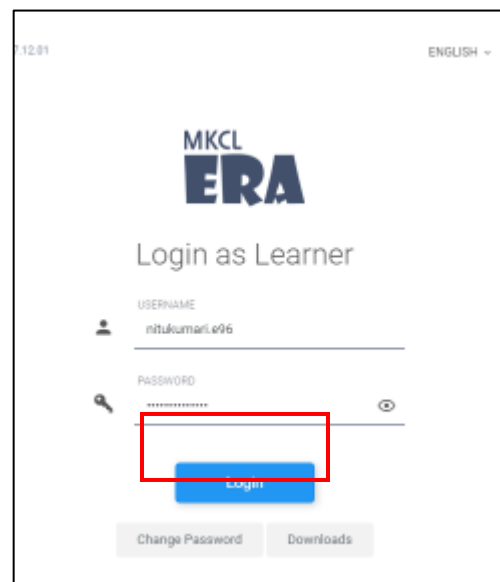 7.12.01 ENGLISH
MKCL
ERA
Login as Learner
USERNAME
nitukumari.e96
PASSWORD
Login
Change Password Downloads